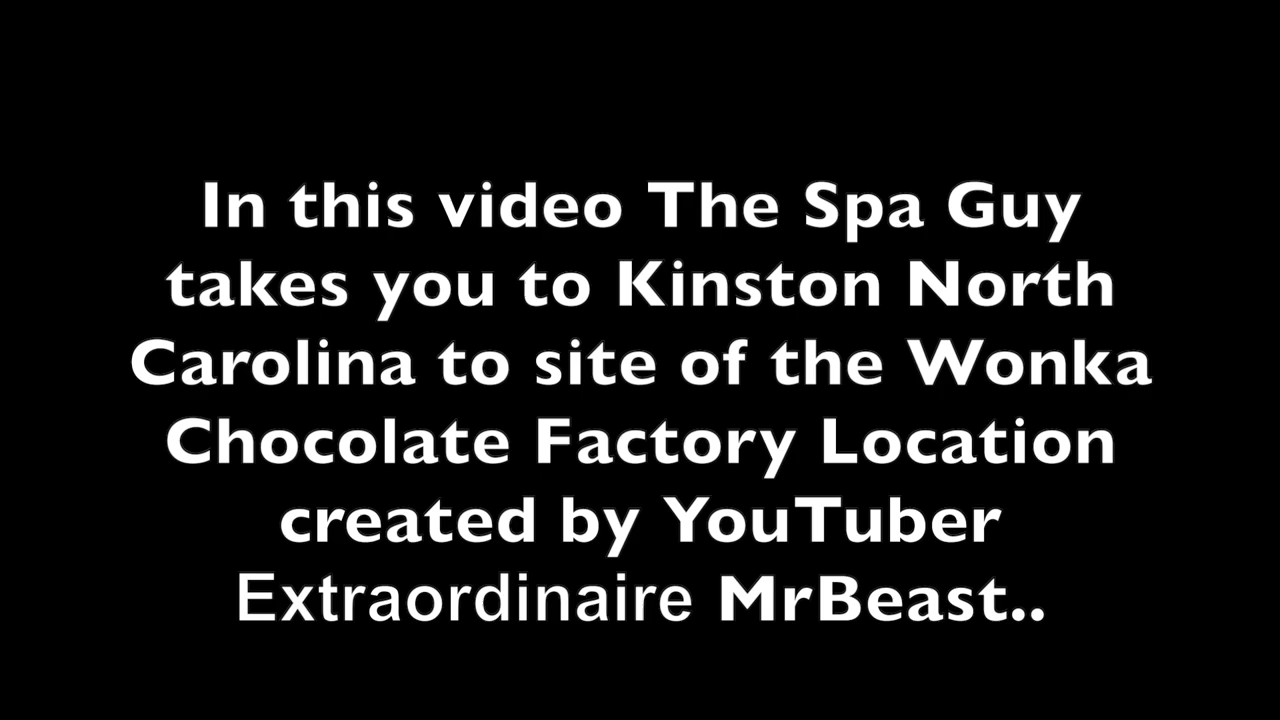 In this video The Spa Guy
takes you to Kinston North
Carolina to site of the Wonka
Chocolate Factory Location
created by YouTuber
Extraordinaire MrBeast..